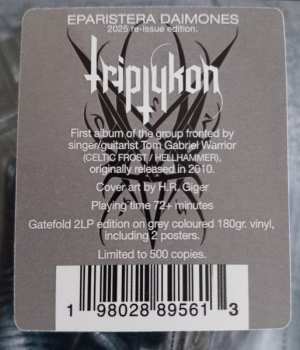 EPARISTERA DAIMONES
2025 re-issue edition.
triptykon
First album of the group fronted by
singer/guitarist Tom Gabriel Warrior
(CELTIC FROST / HELLHAMMER),
originally released in 2010.
Cover art by H.R. Giger
Playing time 72+ minutes
Gatefold 2LP edition on grey coloured 180gr. vinyl,
including 2 posters.
Limited to 500 copies.
1 98028 89561 3